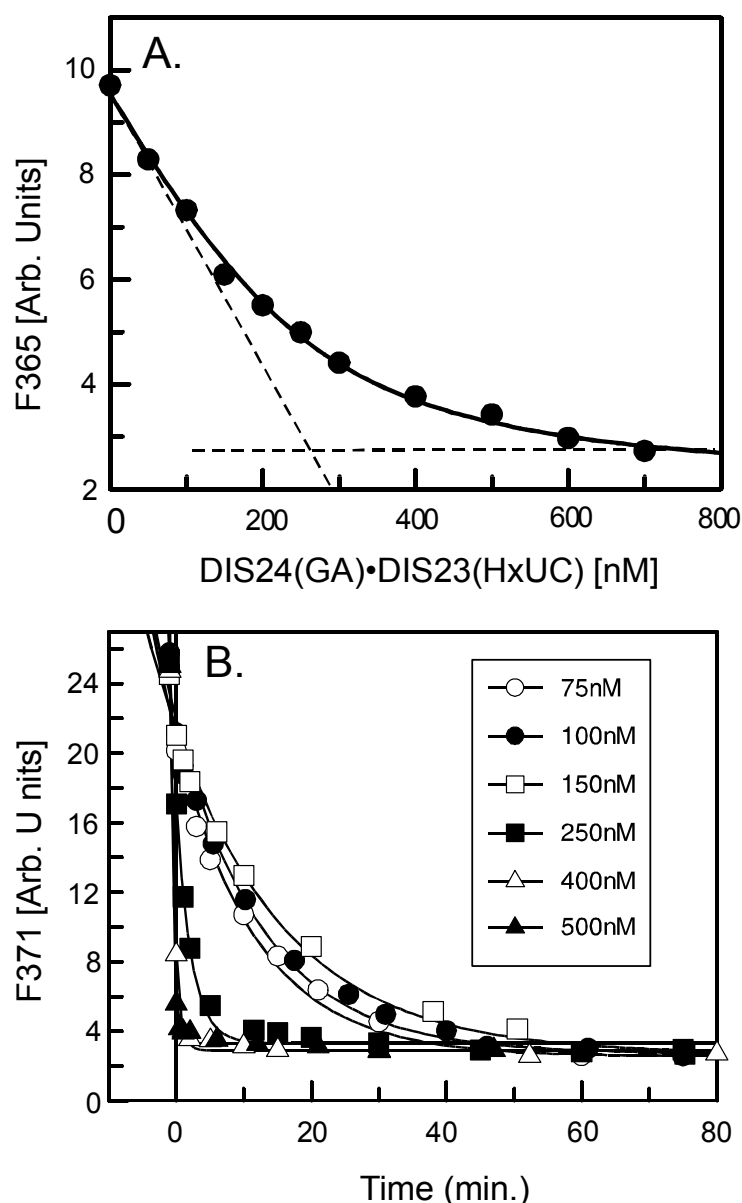 A.
10
8
6
4
2
F365 [Arb. Units]
0 200 400 600 800
DIS24(GA)•DIS23(HxUC) [nM]
B.
24
20
16
12
8
4
0
F371 [Arb. U nits]
75nM
100nM
150nM
250nM
400nM
500nM
0 20 40 60 80
Time (min.)